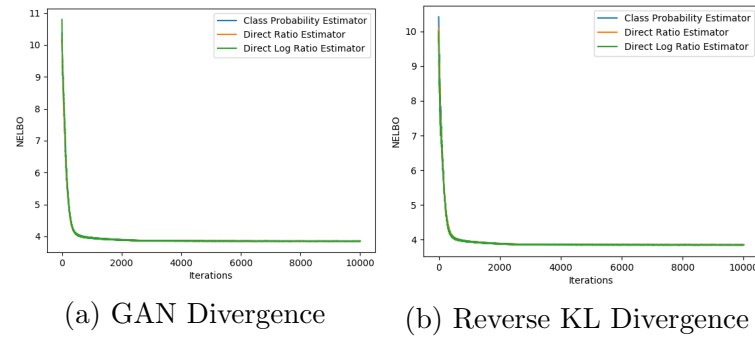 Class Probability Estimator
Direct Ratio Estimator
Direct Log Ratio Estimator
11
10
9
8
7
6
5
4
NELBO
0
2000
4000
6000
8000
10000
Iterations
(a) GAN Divergence
Class Probability Estimator
Direct Ratio Estimator
Direct Log Ratio Estimator
10
9
8
7
6
5
4
NELBO
0
2000
4000
6000
8000
10000
Iterations
(b) Reverse KL Divergence